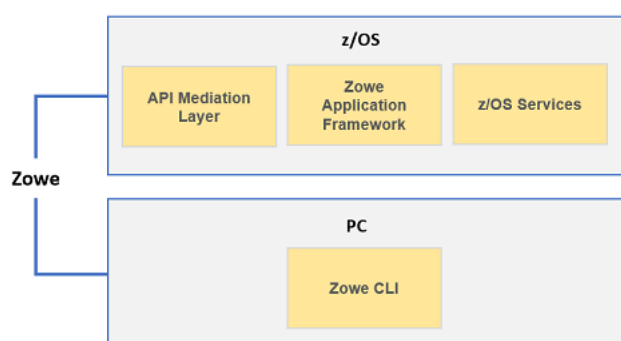 z/OS
API Mediation
Layer
Zowe
Application
Framework
z/OS Services
Zowe
PC
Zowe CLI